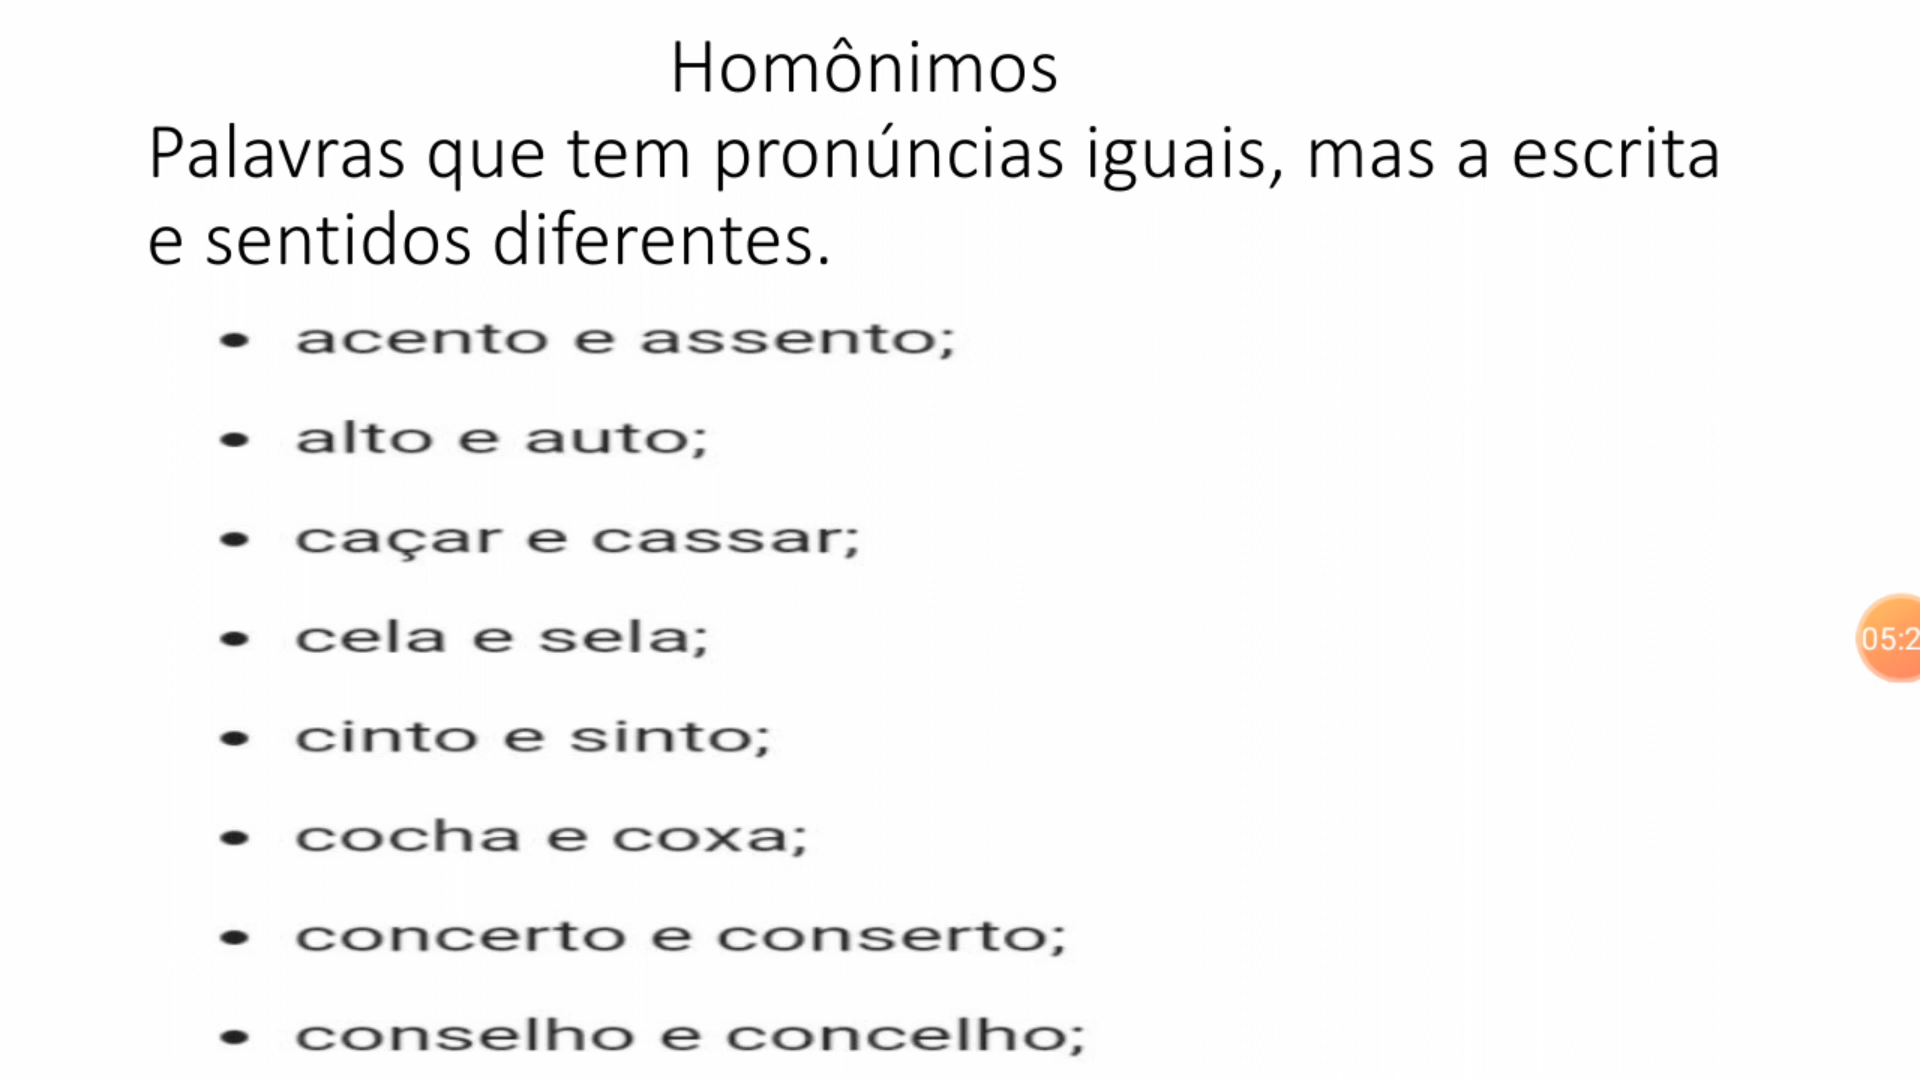 Homônimos
Palavras que tem pronúncias iguais, mas a escrita
e sentidos diferentes.
• acento e assento;
• alto e auto;
• caçar e cassar;
• cela e sela;
• cinto e sinto;
• cocha e coxa;
• concerto e conserto;
• conselho e concelho;
05:2